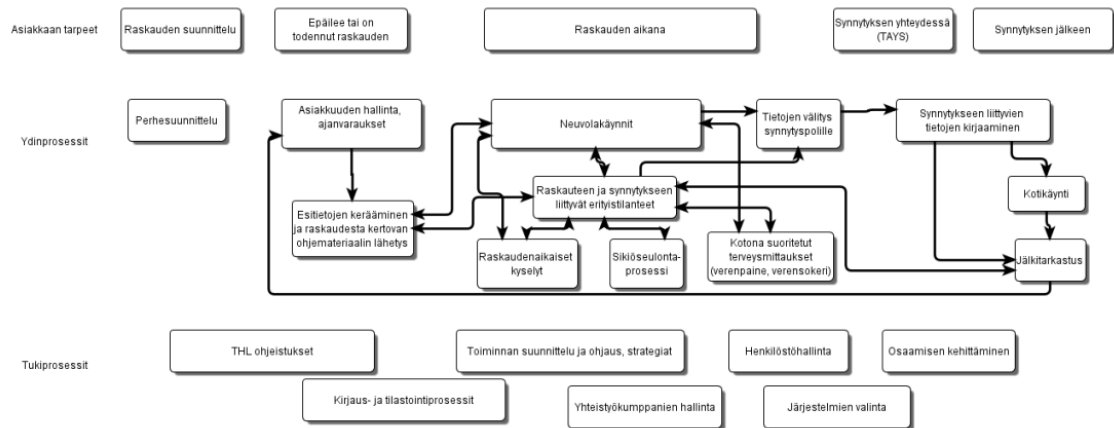 Asiakkaan tarpeet
Raskauden suunnittelu
Epäilee tai on
todennut raskauden
Raskauden aikana
Synnytyksen yhteydessä
(TAYS)
Synnytyksen jälkeen
Ydinprosessit
Perhesuunnittelu
Asiakkuuden hallinta,
ajanvaraukset
Neuvolakäynnit
Tietojen välitys
synnytyspolille
Synnytykseen liittyvien
tietojen kirjaaminen
Esitietojen kerääminen
ja raskaudesta kertovan
ohjemateriaalin lähetys
Raskauteen ja synnytykseen
liittyvät erityistilanteet
Kotikäynti
Raskaudenaikaiset
kyselyt
Sikiöseulonta-
prosessi
Kotona suoritetut
terveysmittaukset
(verenpaine, verensokeri)
Jälkitarkastus
Tukiprosessit
THL ohjeistukset
Toiminnan suunnittelu ja ohjaus, strategiat
Henkilöstöhallinta
Osaamisen kehittäminen
Kirjaus- ja tilastointiprosessit
Yhteistyökumppanien hallinta
Järjestelmien valinta